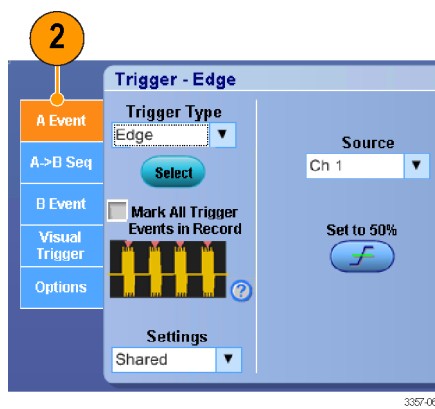 2
Trigger - Edge
A Event
A->B Seq
B Event
Visual
Trigger
Options
Trigger Type
Edge
Select
Mark All Trigger
Events in Record
?
Settings
Shared
Source
Ch 1
Set to 50%